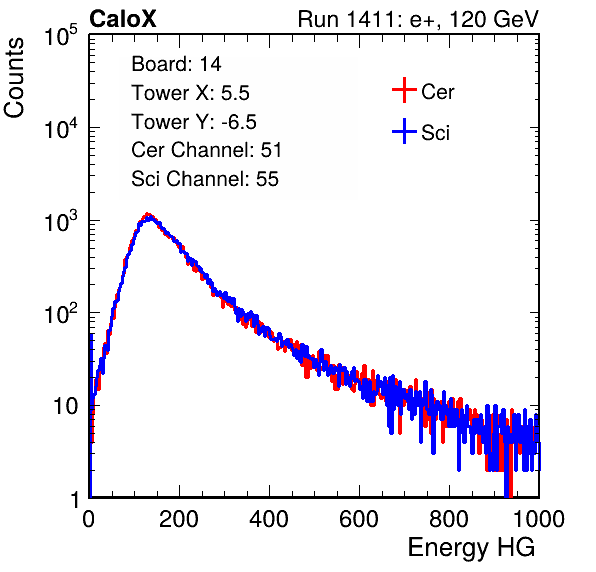 CaloX Run 1411: e+, 120 GeV
Counts
Board: 14
Tower X: 5.5
Tower Y: -6.5
Cer Channel: 51
Sci Channel: 55
Cer
Sci
10^5
10^4
10^3
10^2
10
1
0 200 400 600 800 1000
Energy HG